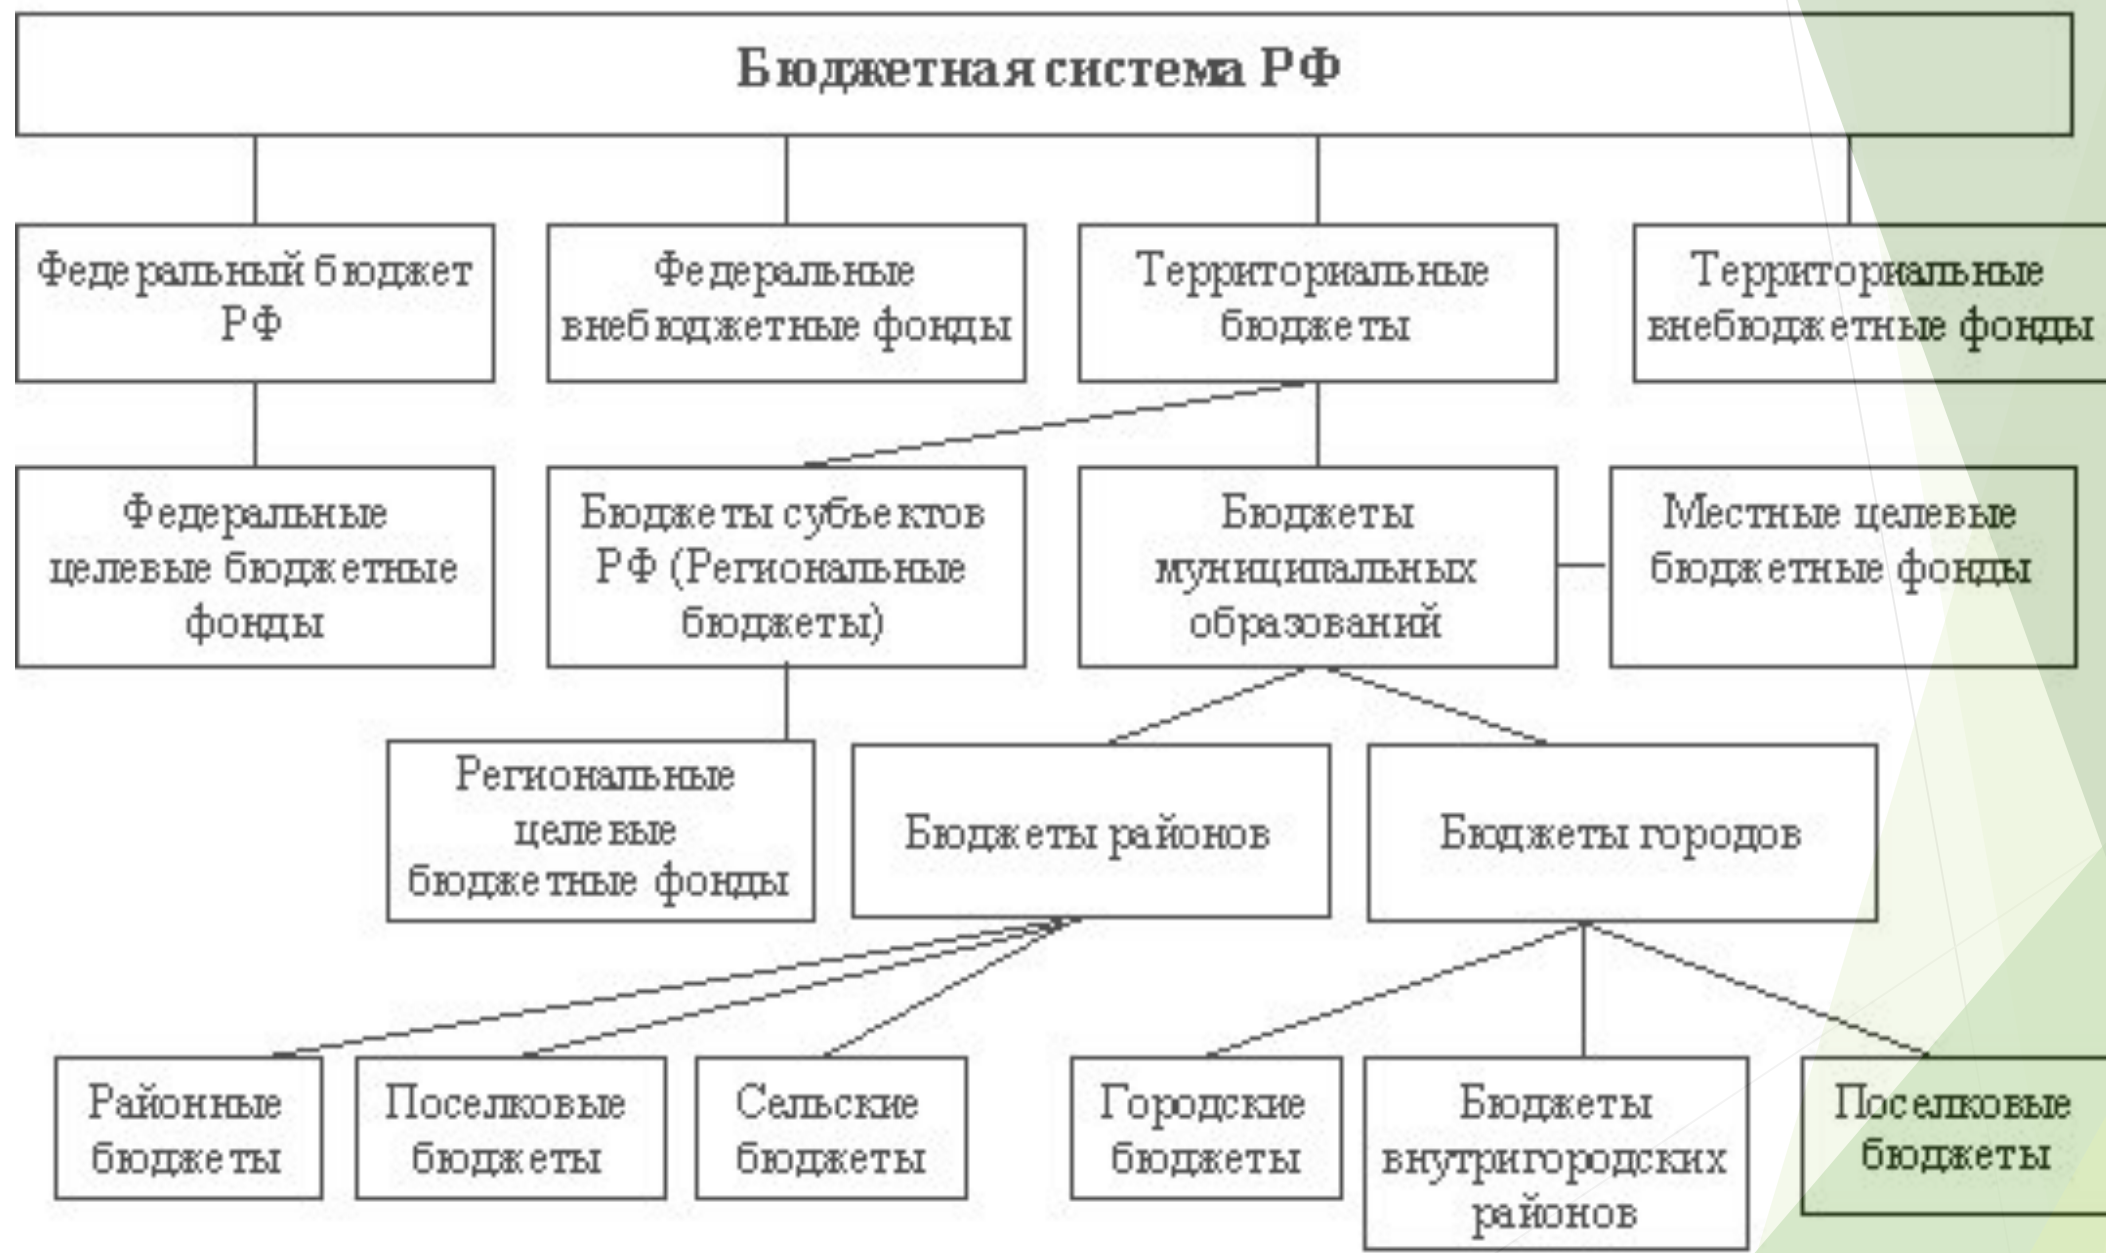 Бюджетная система РФ
Федеральный бюджет
РФ
Федеральные
внебюджетные фонды
Территориальные
бюджеты
Территориальные
внебюджетные фонды
Федеральные
целевые бюджетные
фонды
Бюджеты субъектов
РФ (Региональные
бюджеты)
Бюджеты
муниципальных
образований
Местные целевые
бюджетные фонды
Региональные
целевые
бюджетные фонды
Бюджеты районов
Бюджеты городов
Районные
бюджеты
Поселковые
бюджеты
Сельские
бюджеты
Городские
бюджеты
Бюджеты
внутригородских
районов
Поселковые
бюджеты